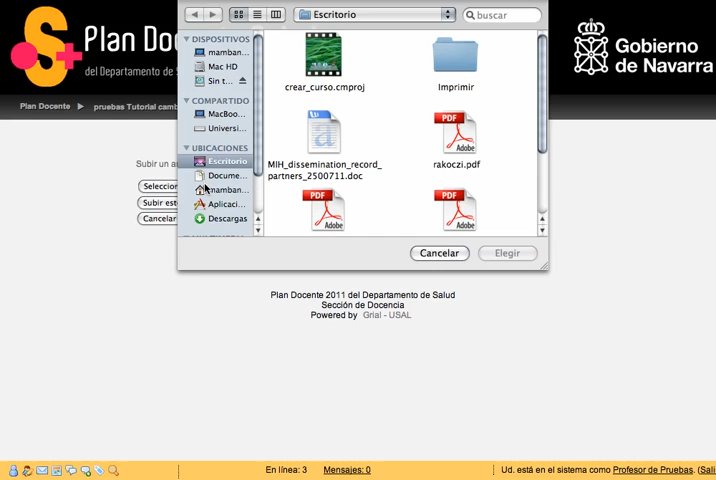 Plan Doc
del Departamento de S
Gobierno
de Navarra
Plan Docente
pruebas Tutorial camb
Escritorio
buscar
DISPOSITIVOS
mamban...
Mac HD
Sin t...
COMPARTIDO
MacBoo...
Universi...
UBICACIONES
Escritorio
Docume...
mamban...
Aplicaci...
Descargas
crear_curso.cmproj
Imprimir
MIH_dissemination_record_
partners_2500711.doc
rakoczi.pdf
PDF
Adobe
PDF
Adobe
PDF
Adobe
Cancelar
Elegir
Subir un a
Seleccion
Subir est
Cancelar
Plan Docente 2011 del Departamento de Salud
Sección de Docencia
Powered by Grial - USAL
En línea: 3
Mensajes: 0
Ud. está en el sistema como Profesor de Pruebas. (Sali